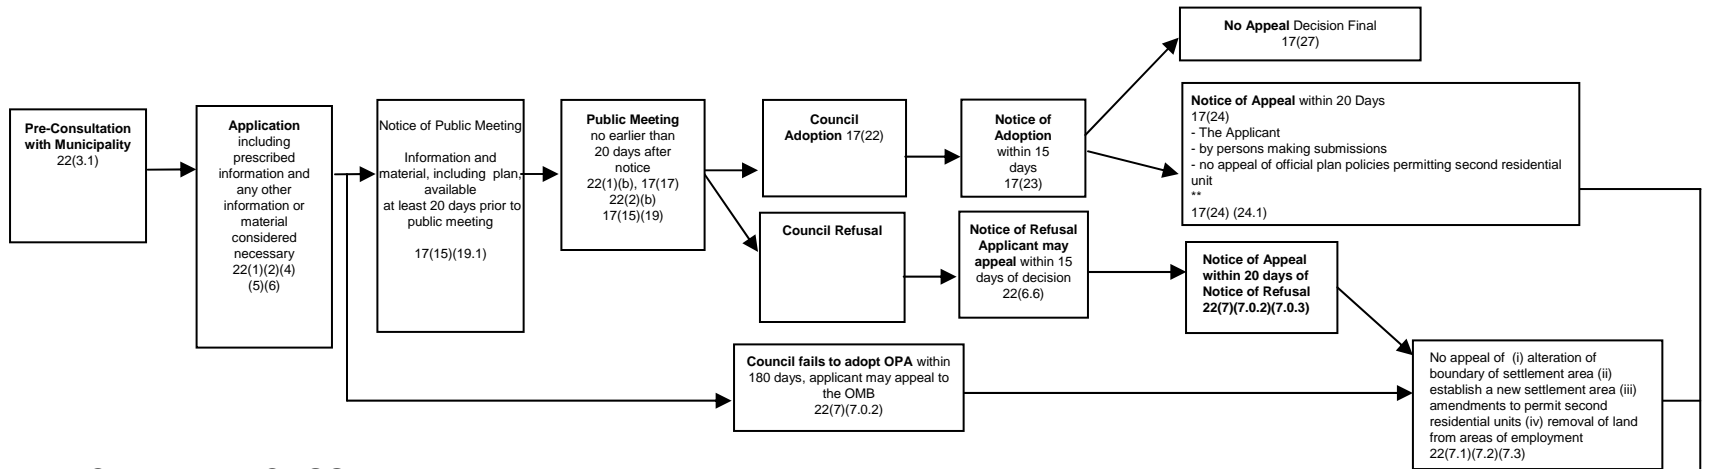 No Appeal Decision Final
17(27)
Pre-Consultation
with Municipality
22(3.1)
Application
including
prescribed
information and
any other
information or
material
considered
necessary
22(1)(2)(4)
(5)(6)
Notice of Public Meeting
Information and
material, including plan,
available
at least 20 days prior to
public meeting
17(15)(19.1)
Public Meeting
no earlier than
20 days after
notice
22(1)(b), 17(17)
22(2)(b)
17(15)(19)
Council
Adoption 17(22)
Notice of
Adoption
within 15
days
17(23)
Notice of Appeal within 20 Days
17(24)
- The Applicant
- by persons making submissions
- no appeal of official plan policies permitting second residential
unit
**
17(24) (24.1)
Council Refusal
Notice of Refusal
Applicant may
appeal within 15
days of decision
22(6.6)
Notice of Appeal
within 20 days of
Notice of Refusal
22(7)(7.0.2)(7.0.3)
Council fails to adopt OPA within
180 days, applicant may appeal to
the OMB
22(7)(7.0.2)
No appeal of (i) alteration of
boundary of settlement area (ii)
establish a new settlement area (iii)
amendments to permit second
residential units (iv) removal of land
from areas of employment
22(7.1)(7.2)(7.3)